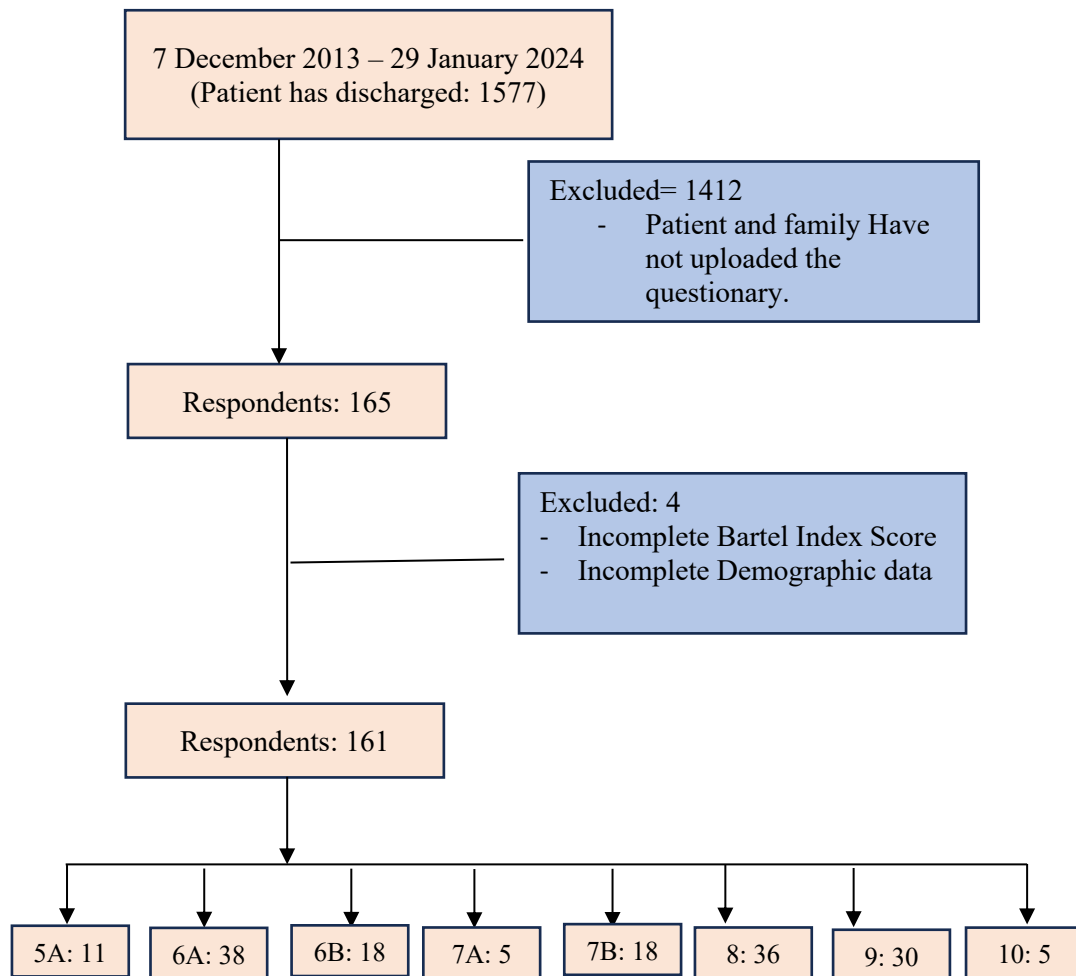 7 December 2013 – 29 January 2024
(Patient has discharged: 1577)
Excluded= 1412
- Patient and family Have
not uploaded the
questionary.
Respondents: 165
Excluded: 4
- Incomplete Bartel Index Score
- Incomplete Demographic data
Respondents: 161
5A: 11
6A: 38
6B: 18
7A: 5
7B: 18
8: 36
9: 30
10: 5